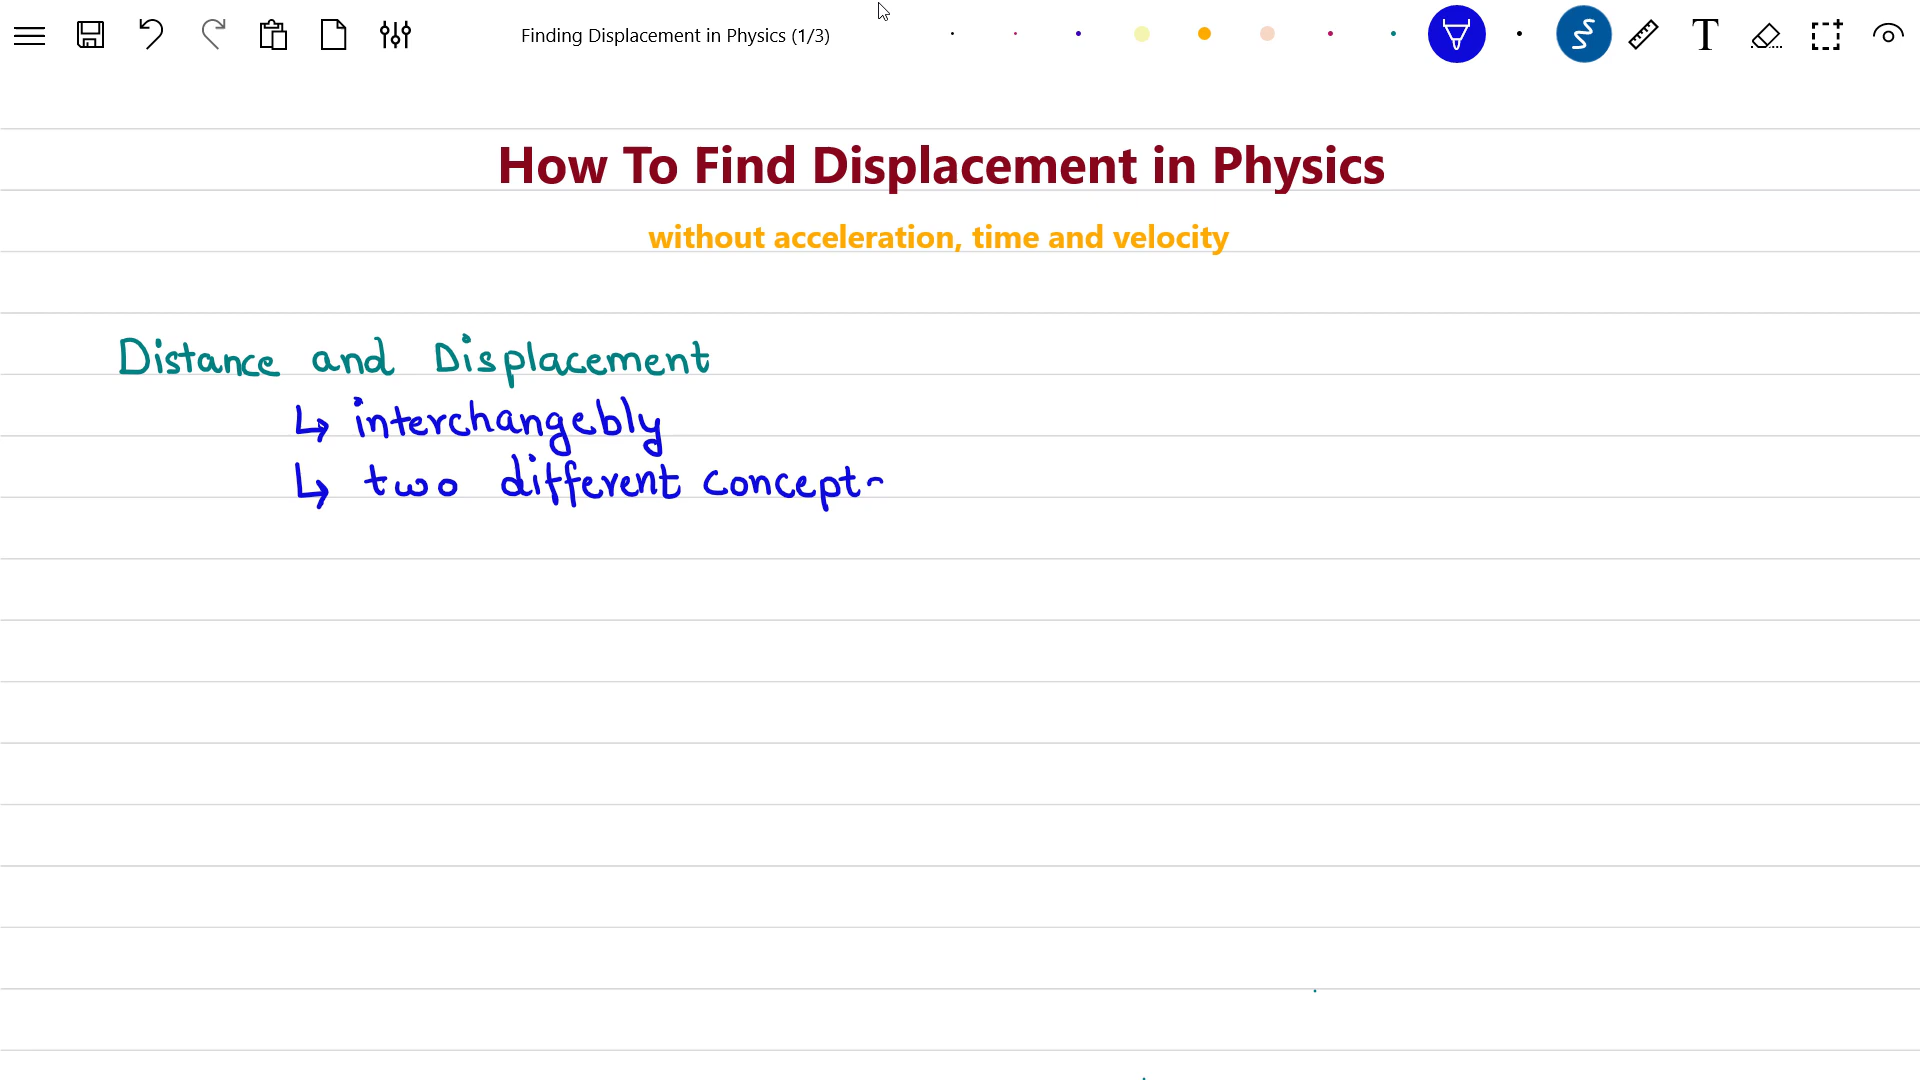 Finding Displacement in Physics (1/3)
How To Find Displacement in Physics
without acceleration, time and velocity
Distance and Displacement
↳ interchangebly
↳ two different concept